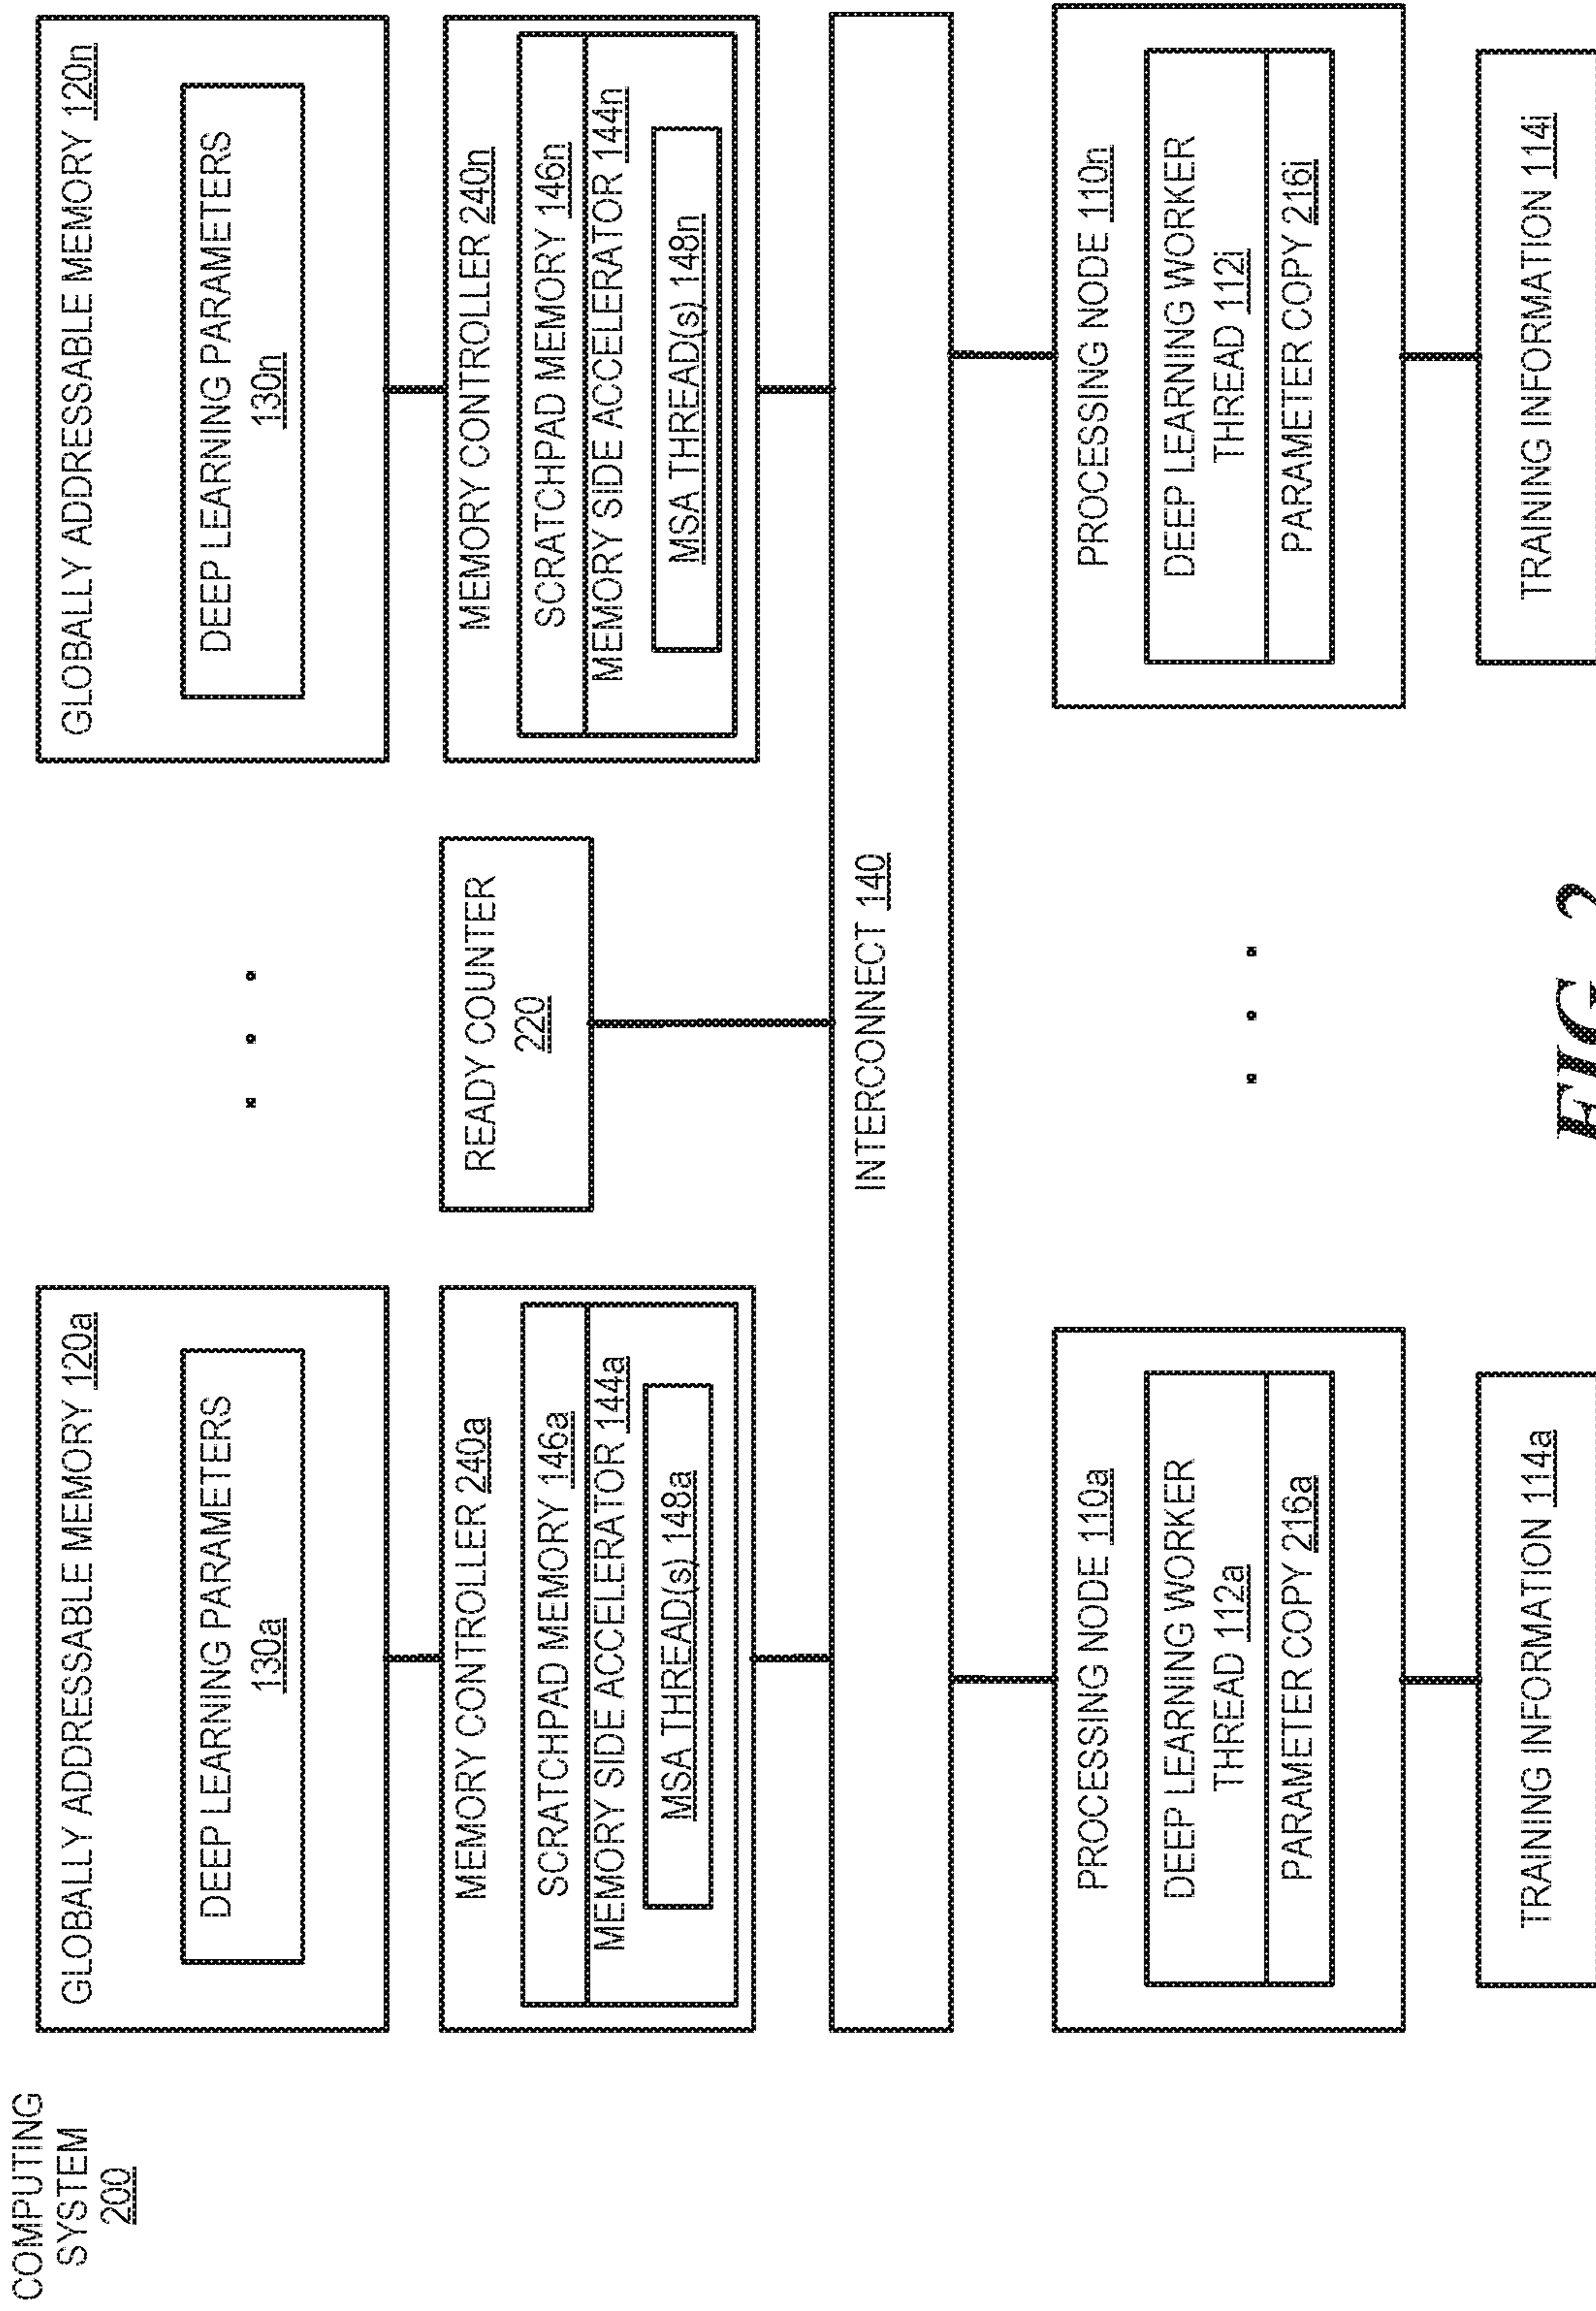 COMPUTING
SYSTEM
200
GLOBALLY ADDRESSABLE MEMORY 120a
DEEP LEARNING PARAMETERS
130a
GLOBALLY ADDRESSABLE MEMORY 120n
DEEP LEARNING PARAMETERS
130n
MEMORY CONTROLLER 240a
SCRATCHPAD MEMORY 146a
MEMORY SIDE ACCELERATOR 144a
MSA THREAD(s) 148a
READY COUNTER
220
MEMORY CONTROLLER 240n
SCRATCHPAD MEMORY 146n
MEMORY SIDE ACCELERATOR 144n
MSA THREAD(s) 148n
INTERCONNECT 140
PROCESSING NODE 110a
DEEP LEARNING WORKER
THREAD 112a
PARAMETER COPY 216a
PROCESSING NODE 110n
DEEP LEARNING WORKER
THREAD 112i
PARAMETER COPY 216i
TRAINING INFORMATION 114a
TRAINING INFORMATION 114i
FIG. 2